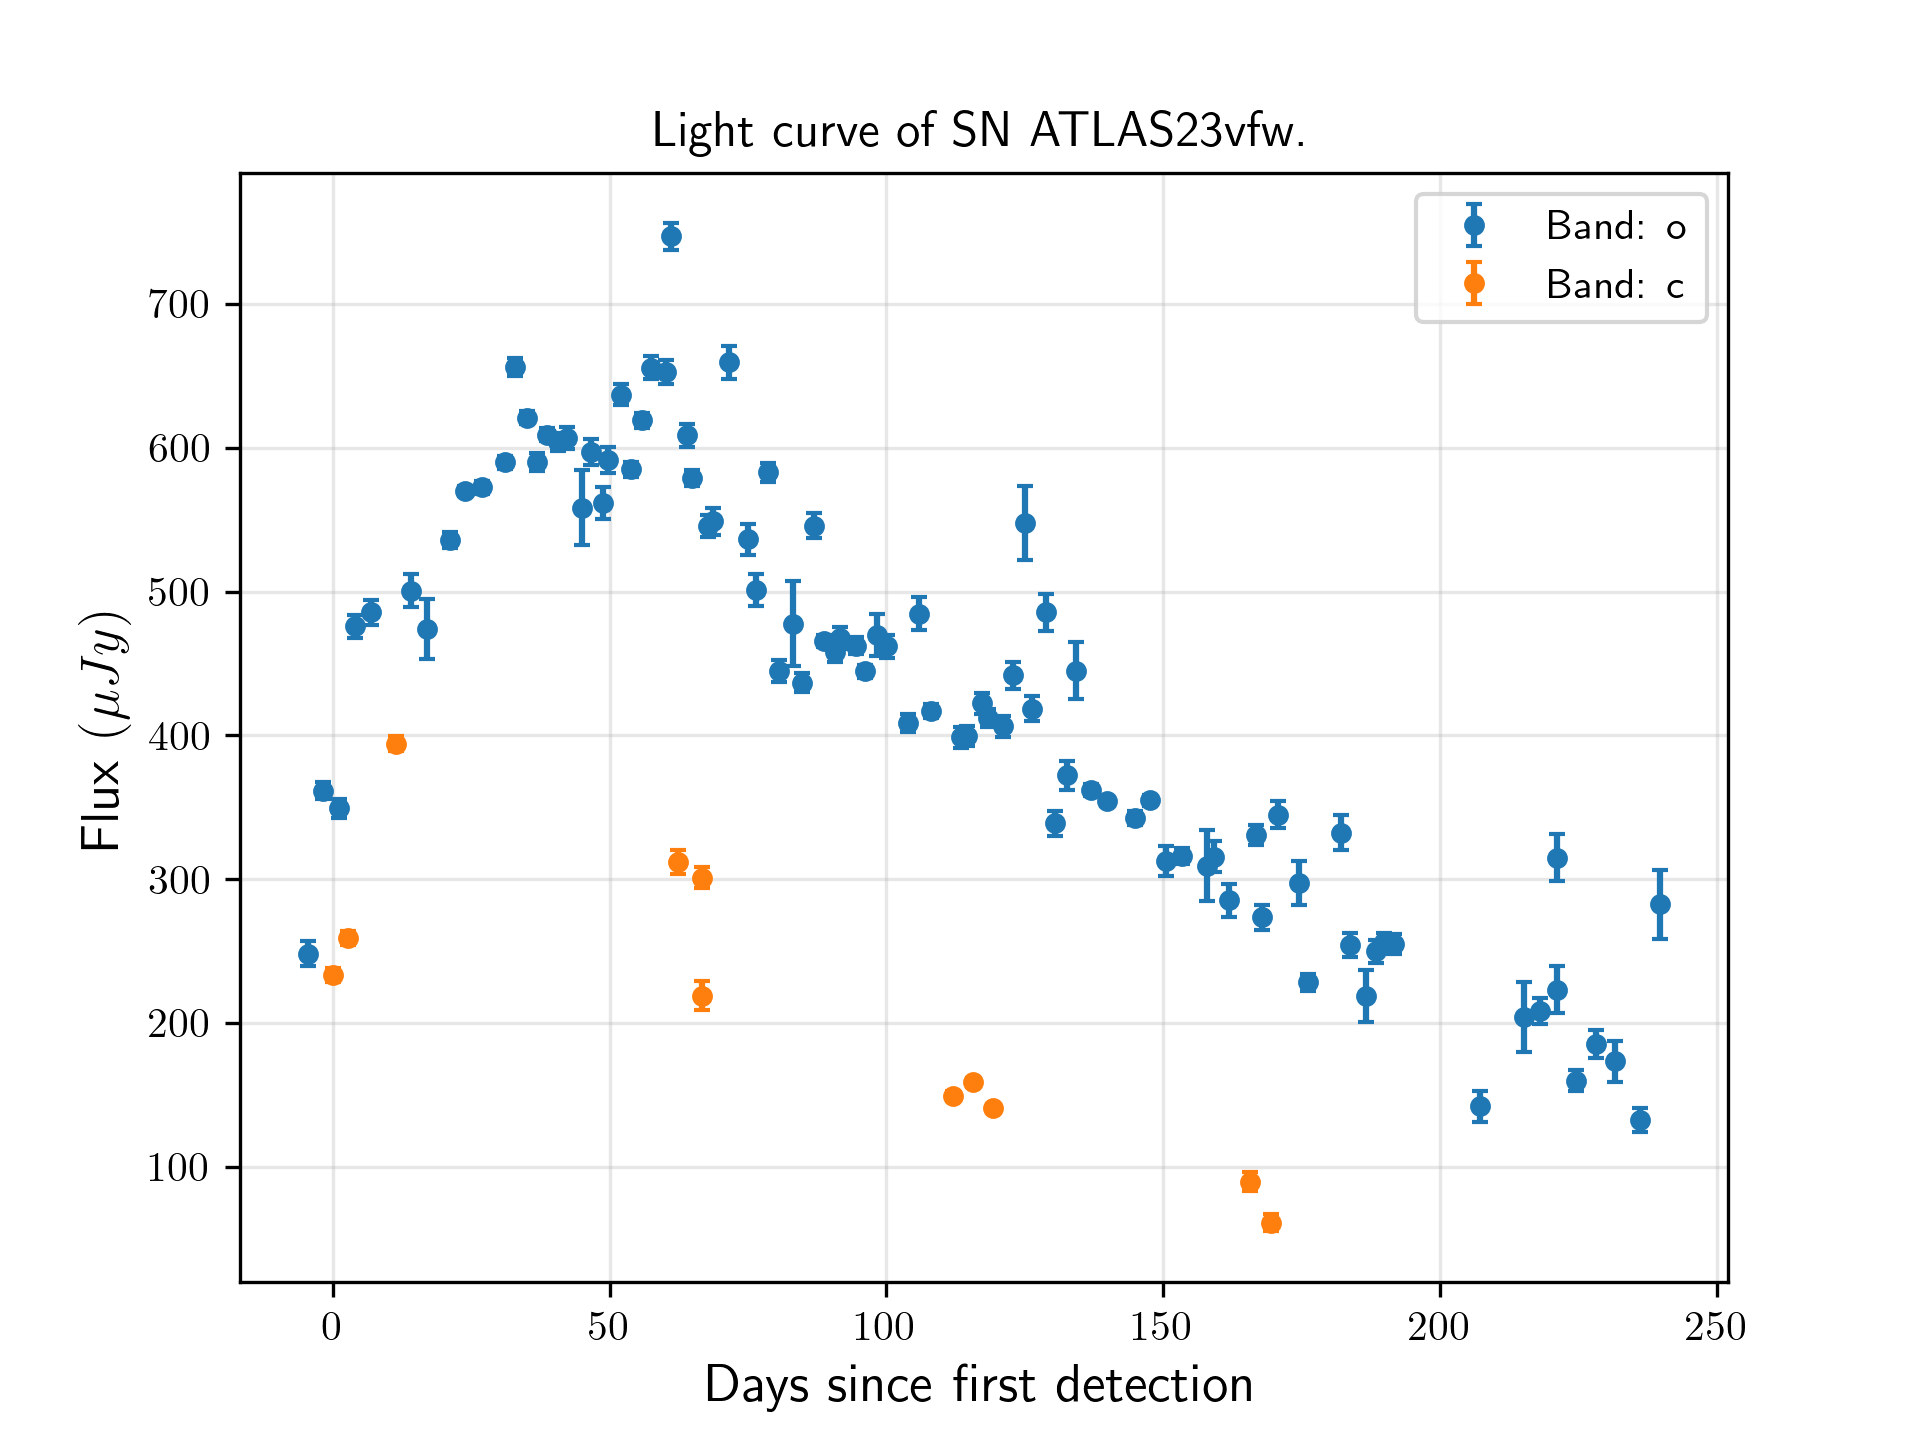 Light curve of SN ATLAS23vfw.
Band: o
Band: c
Flux (μJy)
700
600
500
400
300
200
100
0 50 100 150 200 250
Days since first detection